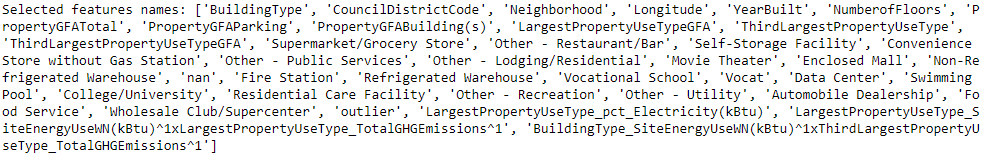 Selected features names: ['BuildingType', 'CouncilDistrictCode', 'Neighborhood', 'Longitude', 'YearBuilt', 'NumberofFloors', 'P
ropertyGFATotal', 'PropertyGFAParking', 'PropertyGFABuilding(s)', 'LargestPropertyUseTypeGFA', 'ThirdLargestPropertyUseType',
'ThirdLargestPropertyUseTypeGFA', 'Supermarket/Grocery Store', 'Other - Restaurant/Bar', 'Self-Storage Facility', 'Convenience
Store without Gas Station', 'Other - Public Services', 'Other - Lodging/Residential', 'Movie Theater', 'Enclosed Mall', 'Non-Re
frigerated Warehouse', 'nan', 'Fire Station', 'Refrigerated Warehouse', 'Vocational School', 'Vocat', 'Data Center', 'Swimming
Pool', 'College/University', 'Residential Care Facility', 'Other - Recreation', 'Other - Utility', 'Automobile Dealership', 'Fo
od Service', 'Wholesale Club/Supercenter', 'outlier', 'LargestPropertyUseType_pct_Electricity(kBtu)', 'LargestPropertyUseType_S
iteEnergyUseWN(kBtu)^1xLargestPropertyUseType_TotalGHGEmissions^1', 'BuildingType_SiteEnergyUseWN(kBtu)^1xThirdLargestPropertyU
seType_TotalGHGEmissions^1']